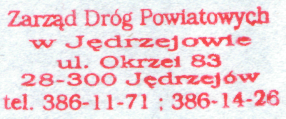 Zarząd Dróg Powiatowych
w Jędrzejowie
ul. Okrzei 83
28-300 Jędrzejów
tel. 386-11-71 ; 386-14-26